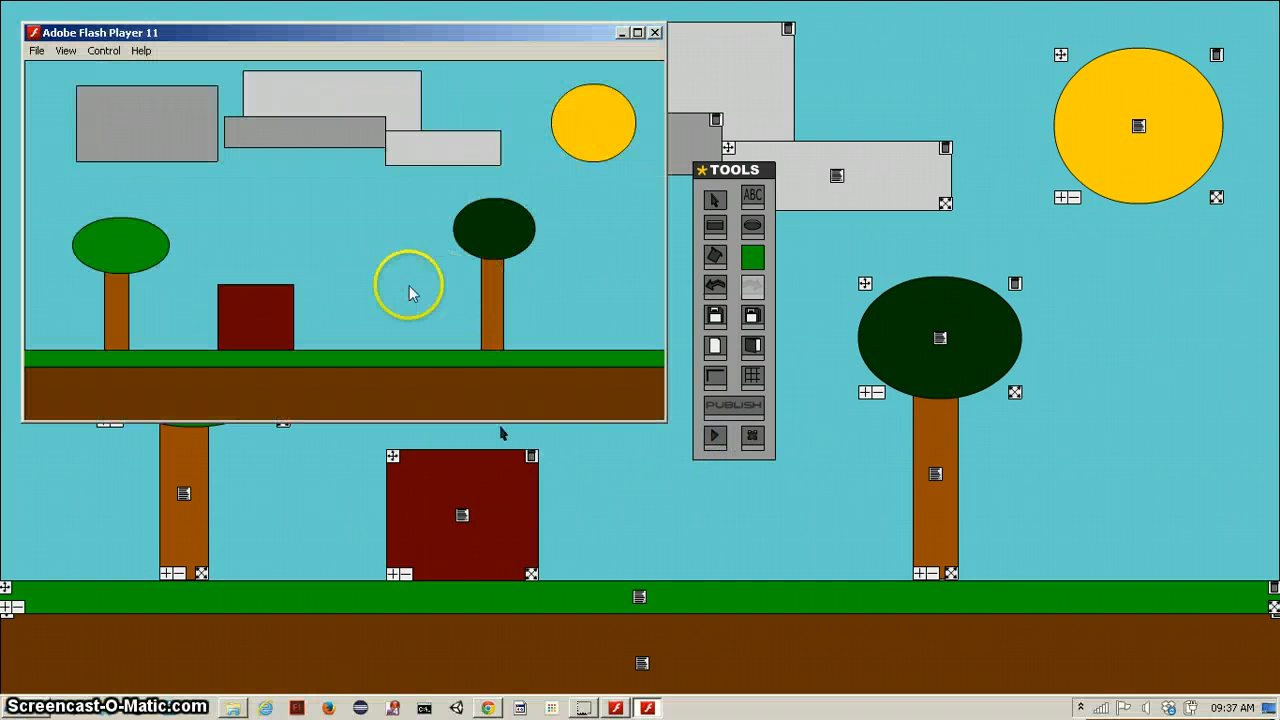 Adobe Flash Player 11
File View Control Help
TOOLS
ABC
PUBLISH
Screencast-O-Matic.com
09:37 AM